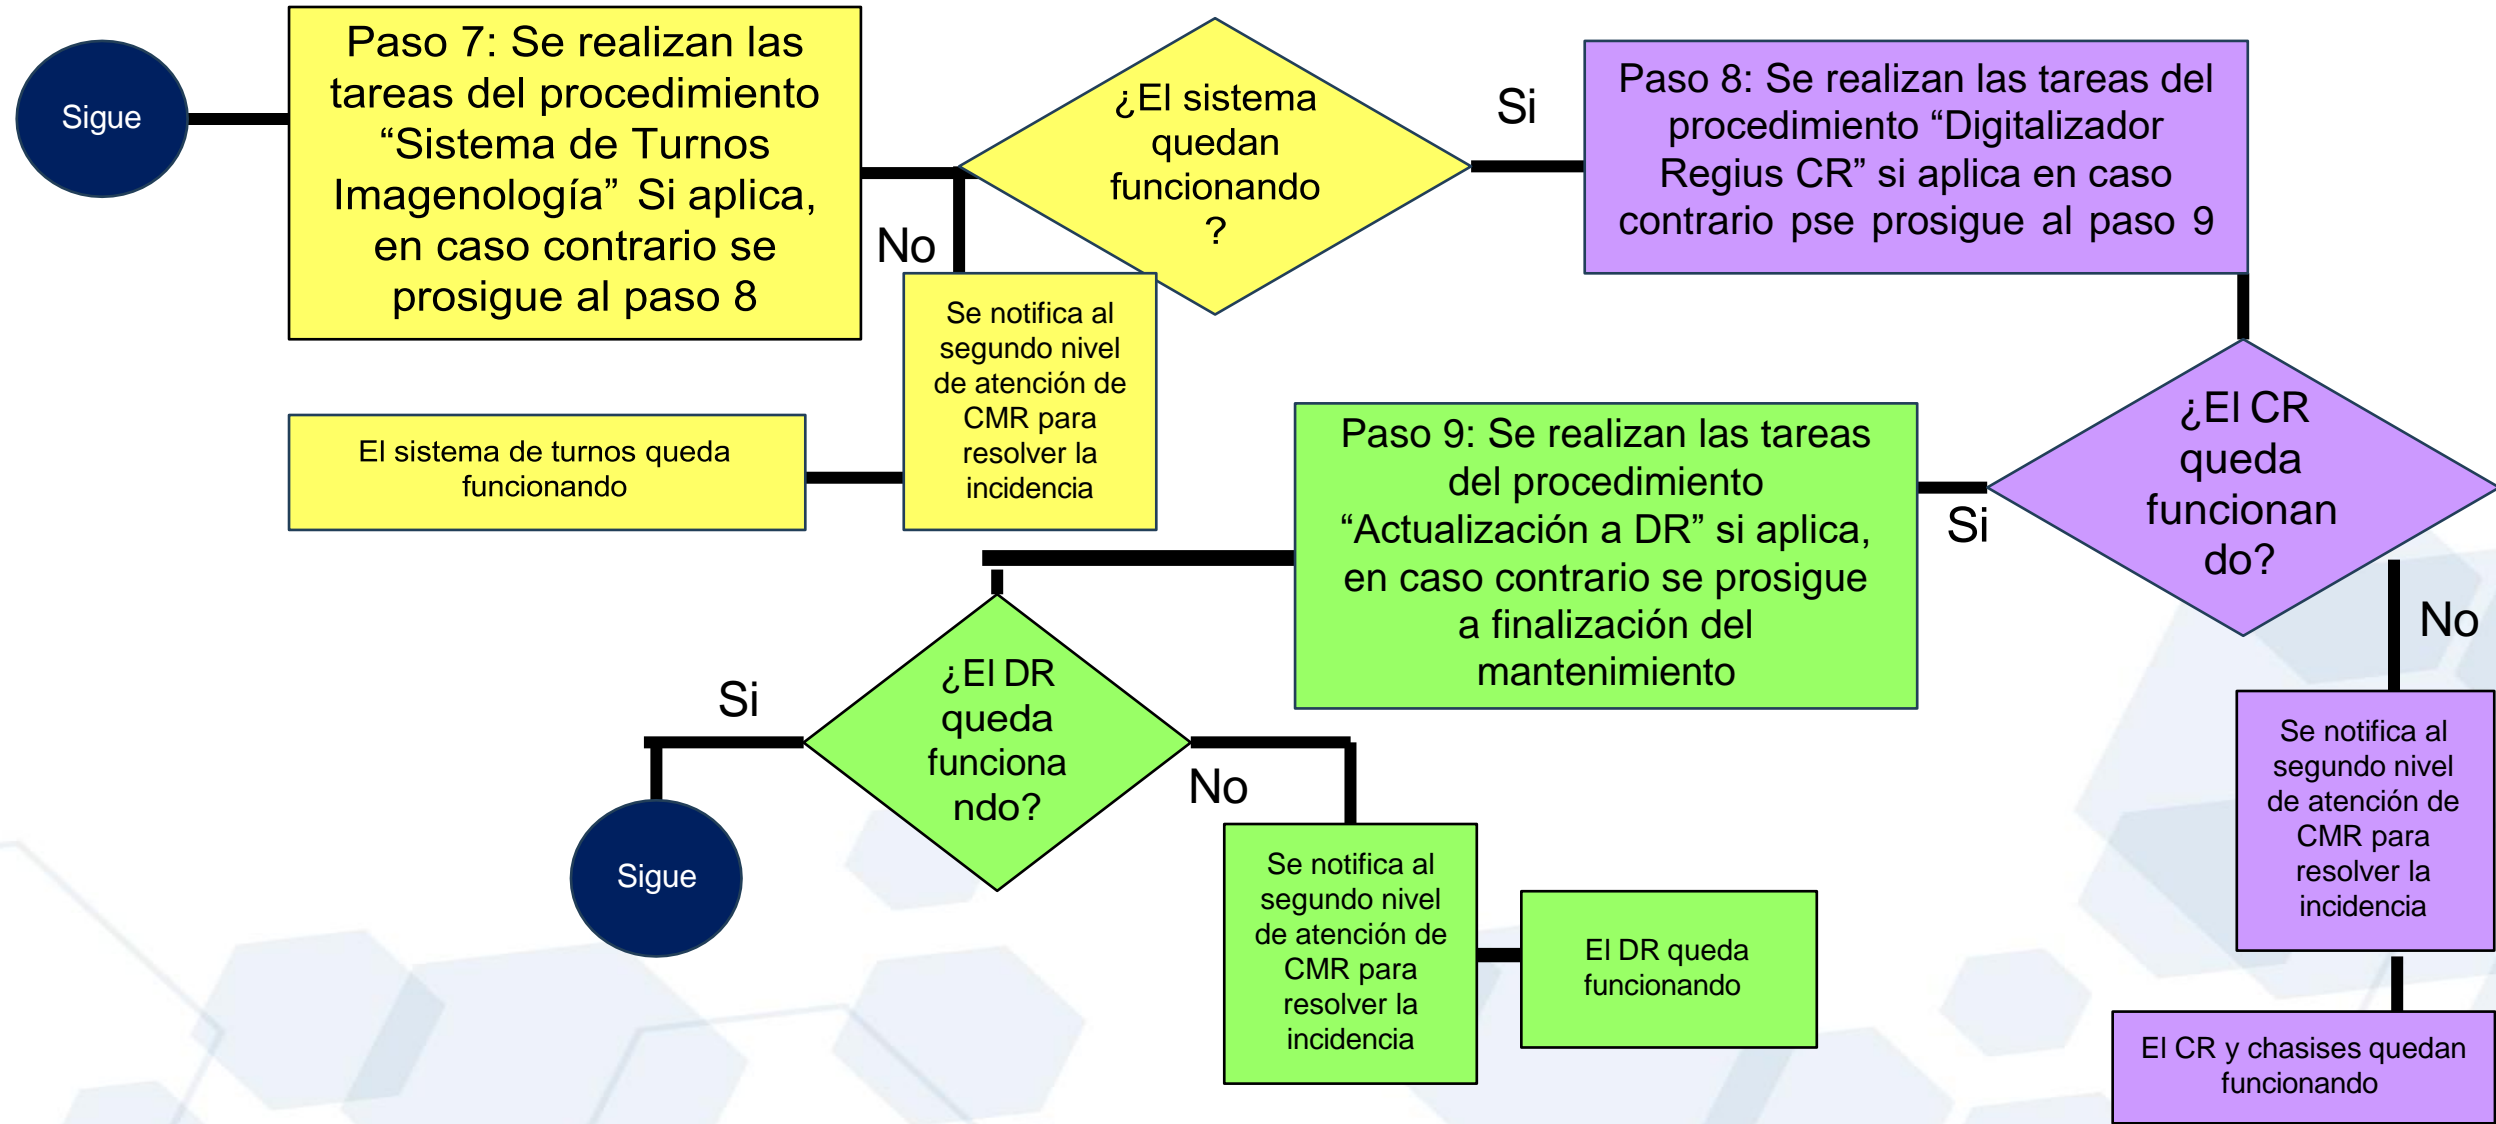 Sigue
Paso 7: Se realizan las
tareas del procedimiento
“Sistema de Turnos
Imagenología” Si aplica,
en caso contrario se
prosigue al paso 8
¿El sistema
quedan
funcionando
?
Si
Paso 8: Se realizan las tareas del
procedimiento “Digitalizador
Regius CR” si aplica en caso
contrario pse prosigue al paso 9
No
Se notifica al
segundo nivel
de atención de
CMR para
resolver la
incidencia
El sistema de turnos queda
funcionando
¿El CR
queda
funcionan
do?
Si
No
Paso 9: Se realizan las tareas
del procedimiento
“Actualización a DR” si aplica,
en caso contrario se prosigue
a finalización del
mantenimiento
¿El DR
queda
funciona
ndo?
Si
No
Sigue
Se notifica al
segundo nivel
de atención de
CMR para
resolver la
incidencia
El DR queda
funcionando
Se notifica al
segundo nivel
de atención de
CMR para
resolver la
incidencia
El CR y chasises quedan
funcionando